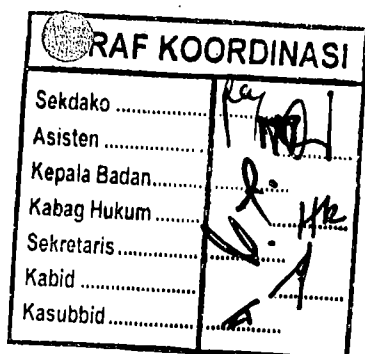 RAF KOORDINASI
Sekdako ....................
Asisten ....................
Kepala Badan............
Kabag Hukum ............
Sekretaris..................
Kabid ........................
Kasubbid ...................